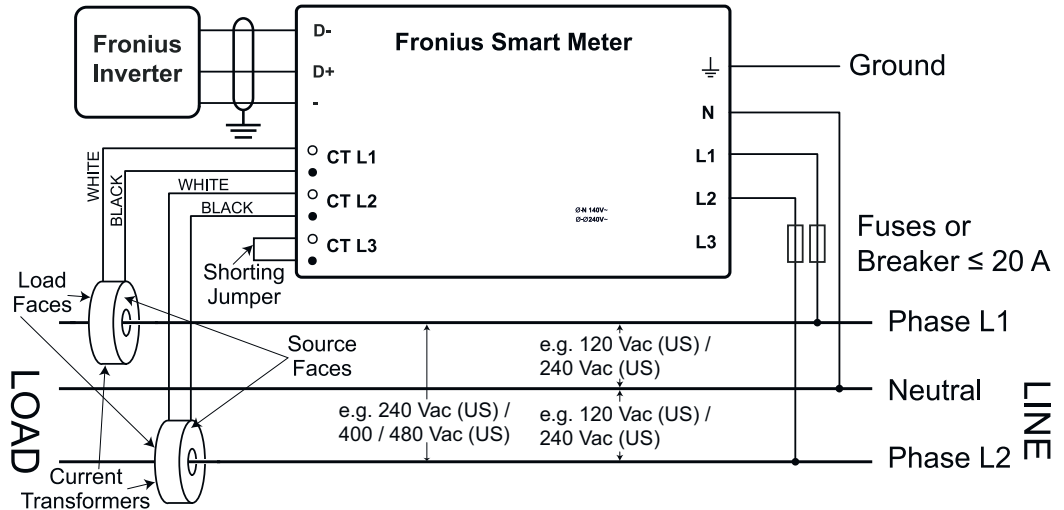 Fronius
Inverter
D-
D+
-
Fronius Smart Meter
Ground
N
L1
L2
L3
CT L1
CT L2
CT L3
WHITE
BLACK
WHITE
BLACK
Ø-N 140V~
Ø-Ø240V~
Shorting
Jumper
Fuses or
Breaker ≤ 20 A
Load
Faces
Source
Faces
Phase L1
e.g. 120 Vac (US) /
240 Vac (US)
Neutral
e.g. 240 Vac (US) /
400 / 480 Vac (US)
e.g. 120 Vac (US) /
240 Vac (US)
Phase L2
LOAD
LINE
Current
Transformers